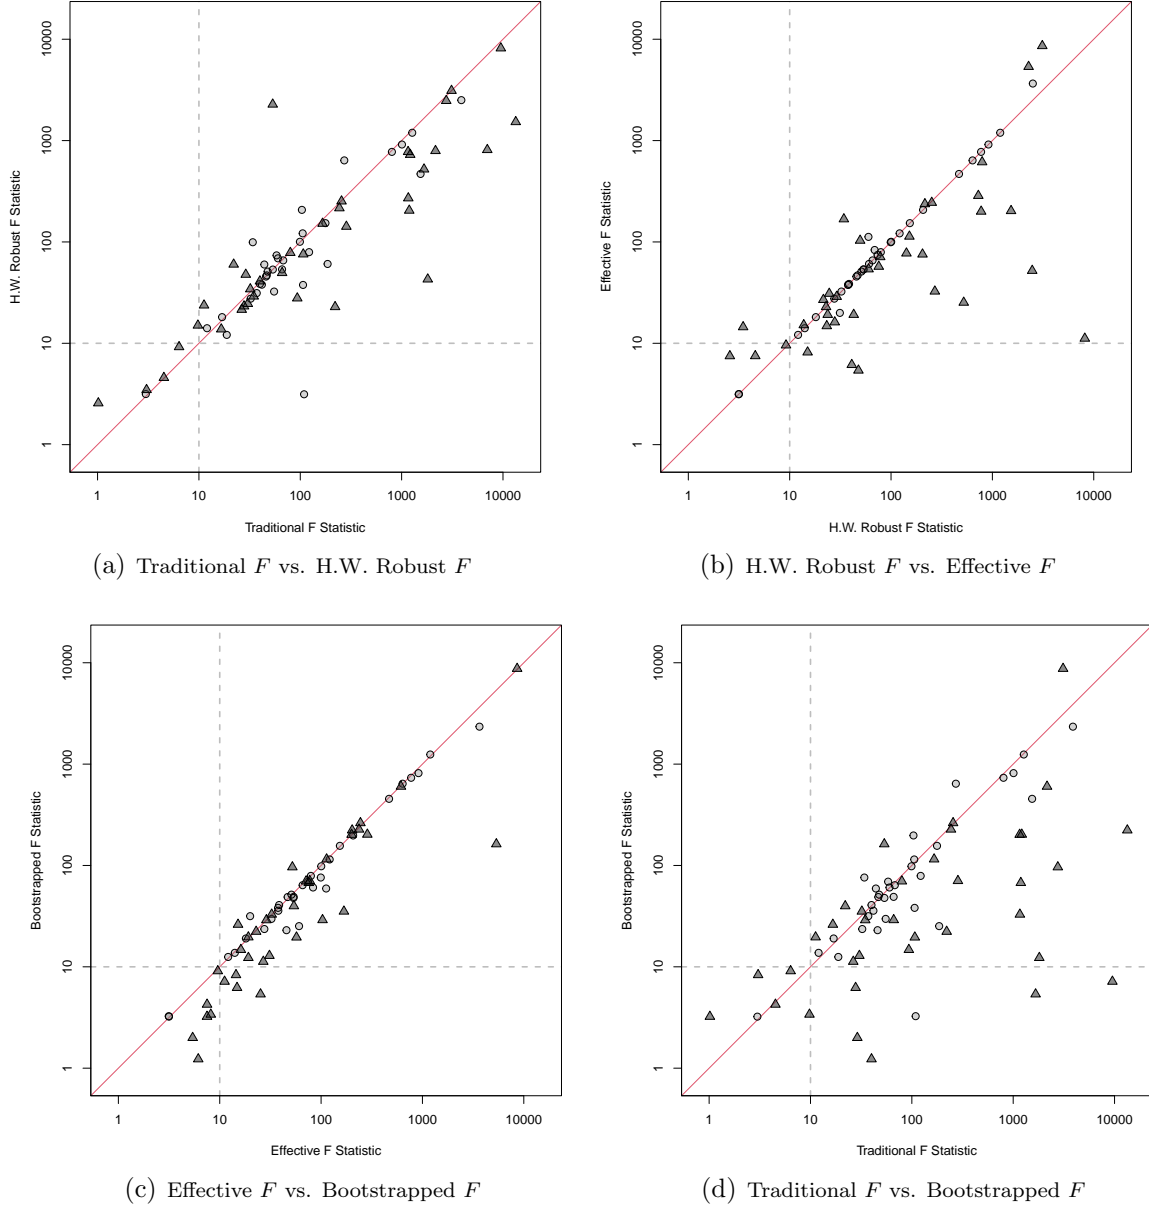 10000
1000
100
10
1
H.W. Robust F Statistic
1 10 100 1000 10000
Traditional F Statistic
(a) Traditional F vs. H.W. Robust F
10000
1000
100
10
1
Effective F Statistic
1 10 100 1000 10000
H.W. Robust F Statistic
(b) H.W. Robust F vs. Effective F
10000
1000
100
10
1
Bootstrapped F Statistic
1 10 100 1000 10000
Effective F Statistic
(c) Effective F vs. Bootstrapped F
10000
1000
100
10
1
Bootstrapped F Statistic
1 10 100 1000 10000
Traditional F Statistic
(d) Traditional F vs. Bootstrapped F